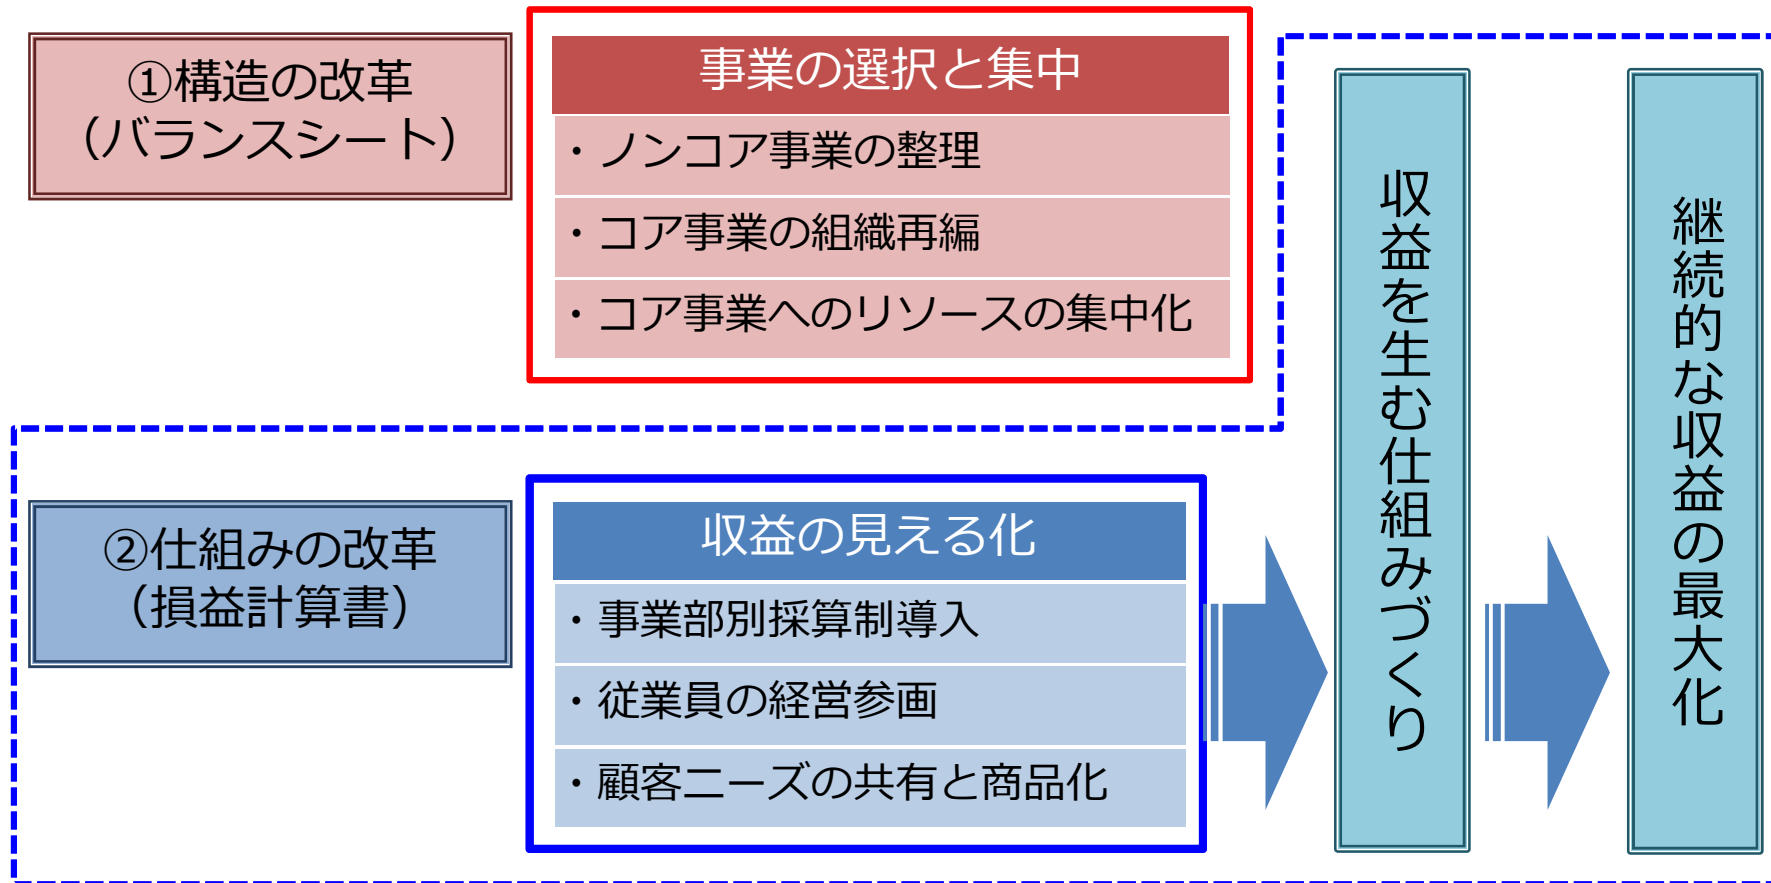 ①構造の改革
（バランスシート）
事業の選択と集中
・ノンコア事業の整理
・コア事業の組織再編
・コア事業へのリソースの集中化
②仕組みの改革
（損益計算書）
収益の見える化
・事業部別採算制導入
・従業員の経営参画
・顧客ニーズの共有と商品化
収益を生む仕組みづくり
継続的な収益の最大化